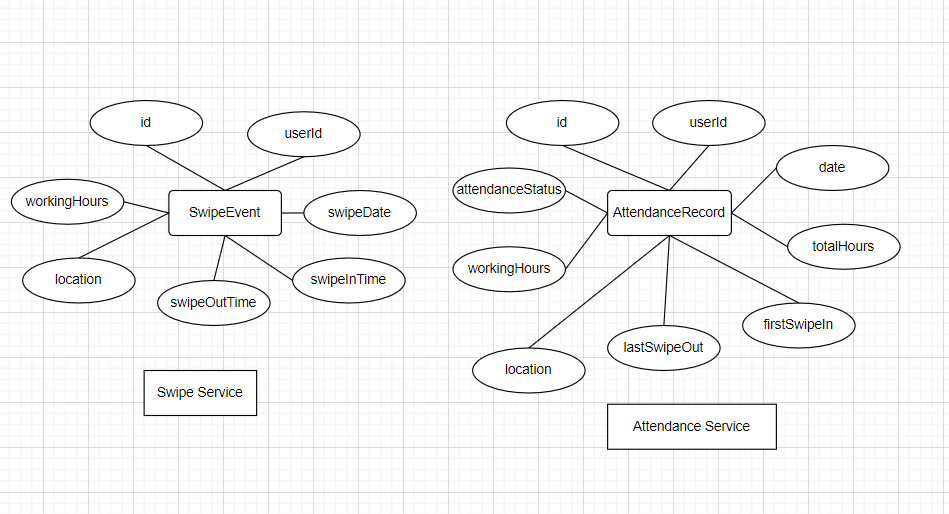 id
userId
workingHours
SwipeEvent
swipeDate
location
swipeInTime
swipeOutTime
Swipe Service
id
userId
date
attendanceStatus
AttendanceRecord
totalHours
workingHours
firstSwipeIn
lastSwipeOut
location
Attendance Service